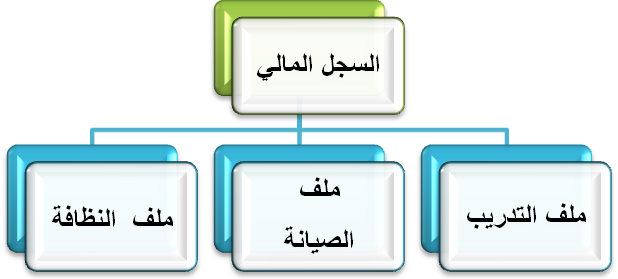 السجل المالي
ملف التدريب
ملف
الصيانة
ملف النظافة